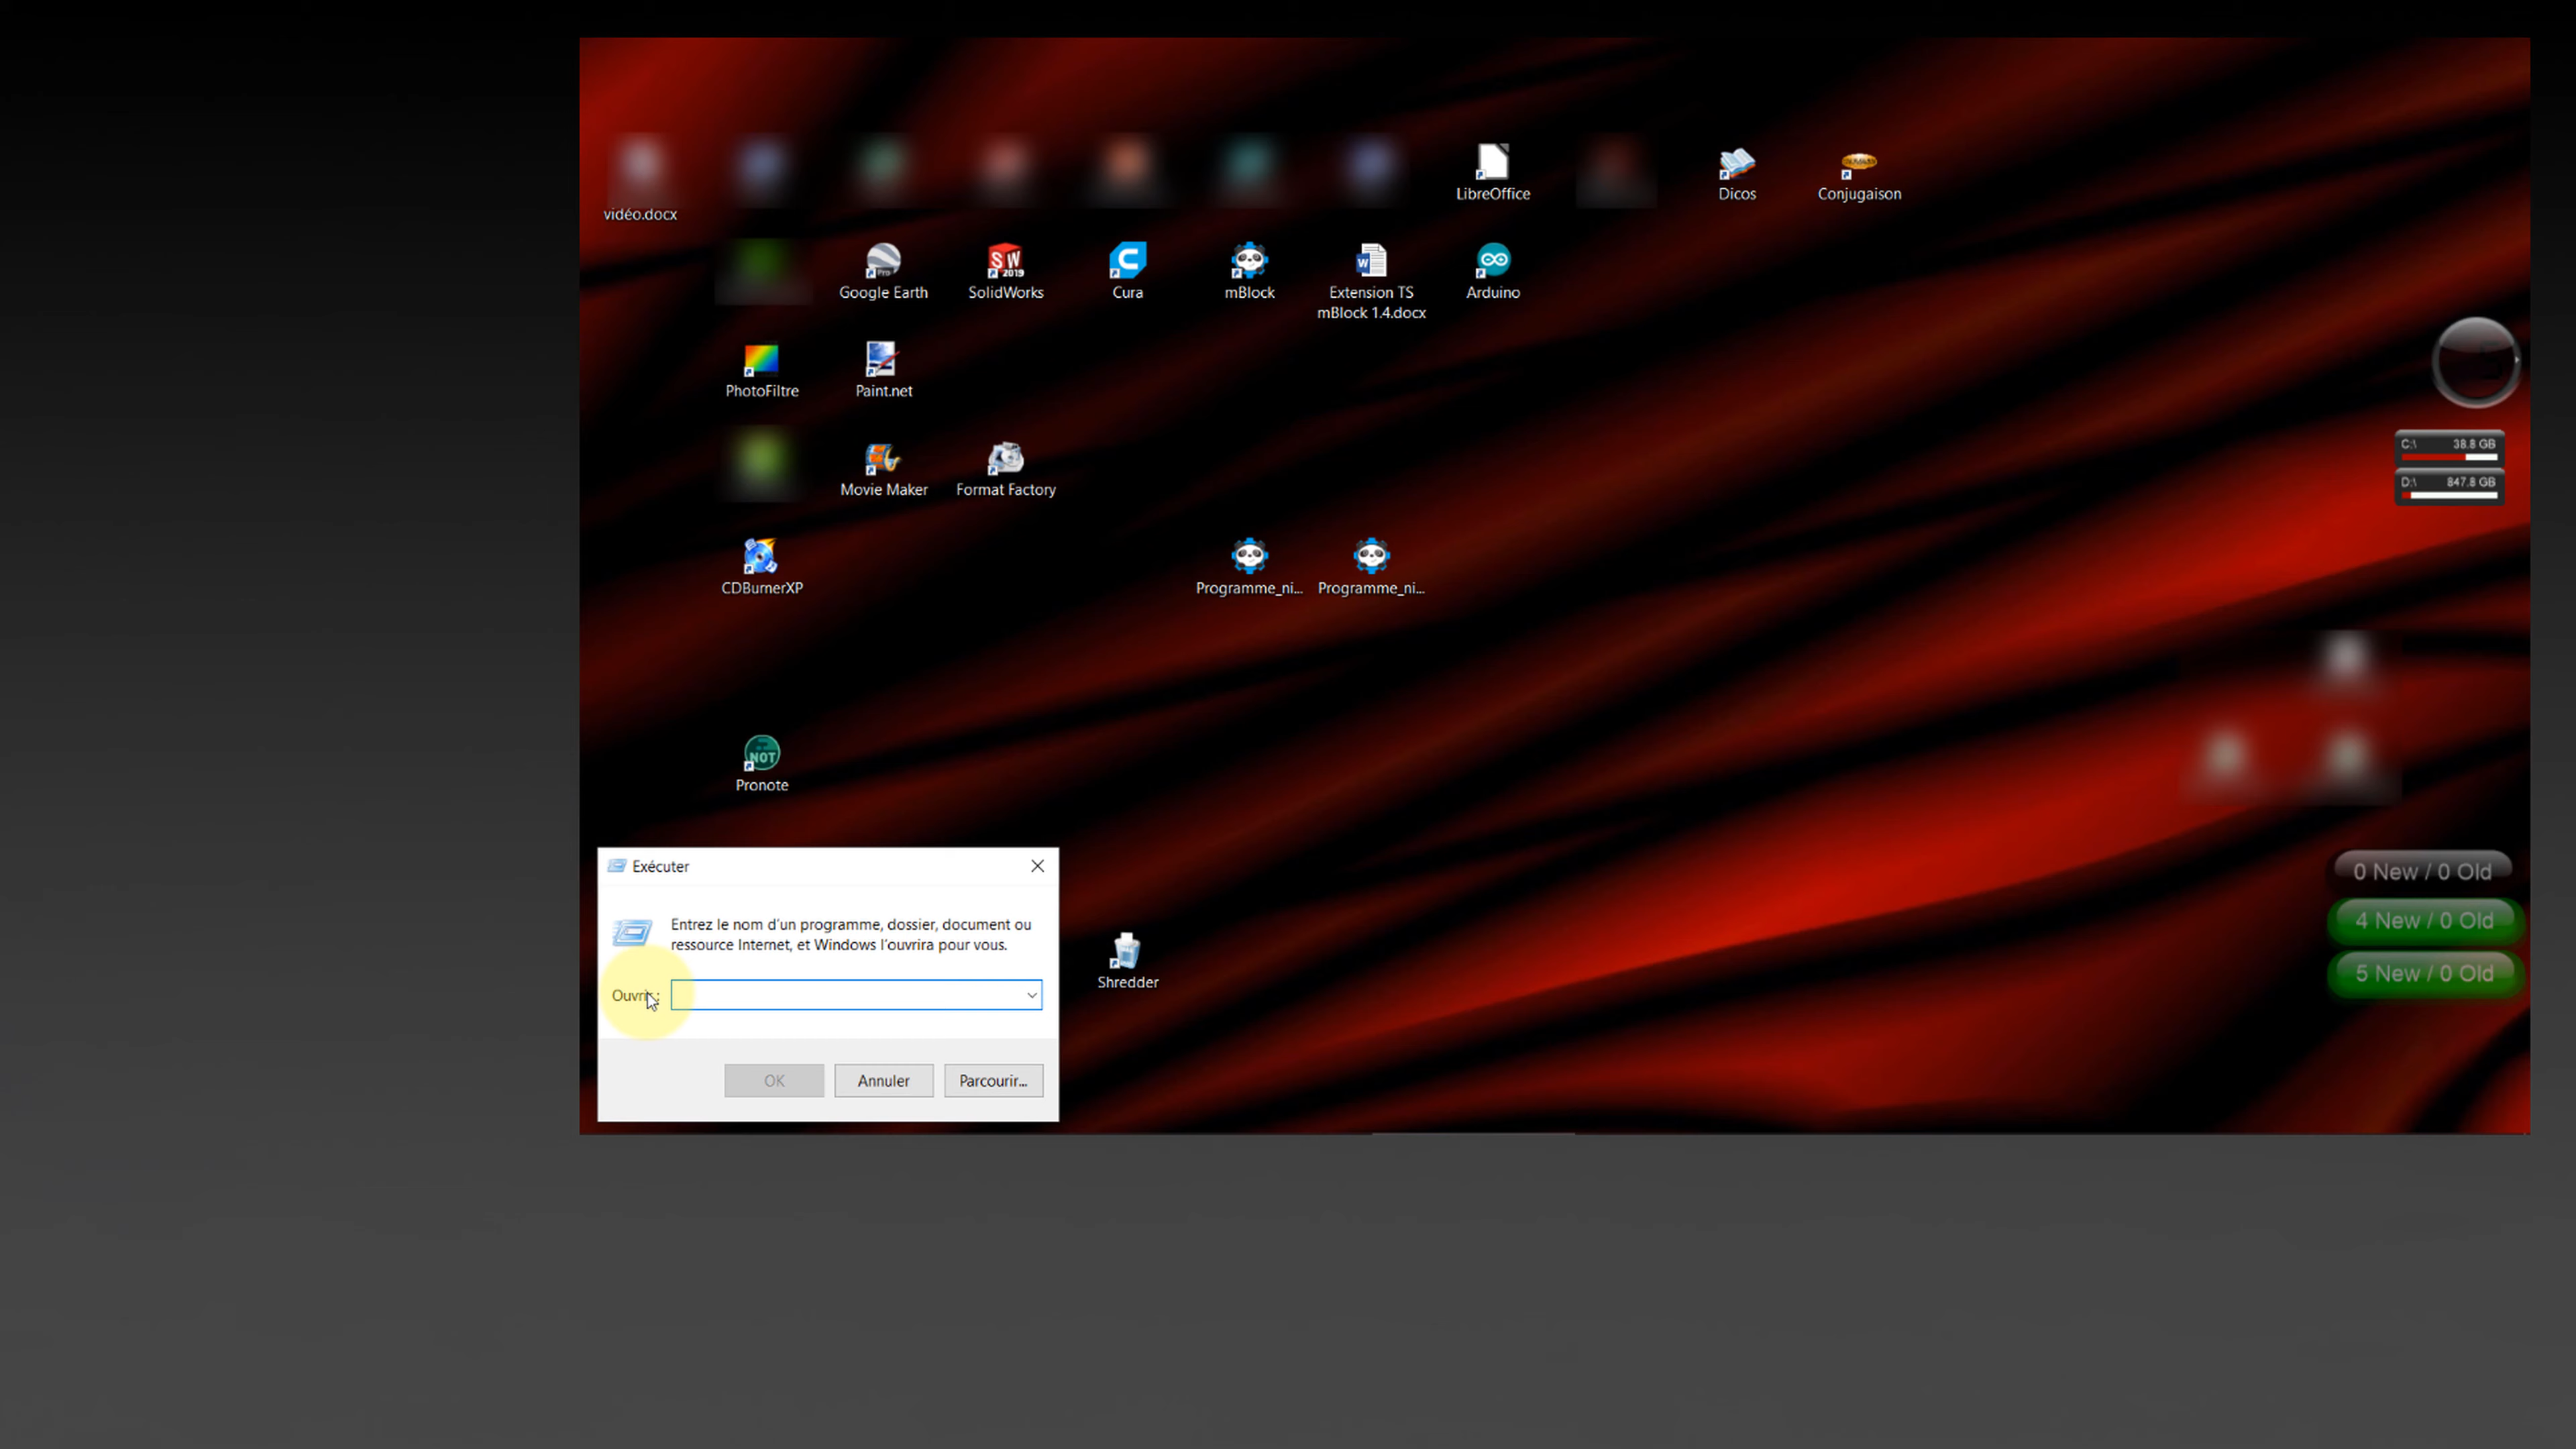 vidéo.docx
LibreOffice
Dicos
Conjugaison
Google Earth
SolidWorks
Cura
mBlock
Extension TS
mBlock 1.4.docx
Arduino
PhotoFiltre
Paint.net
C:\ 38.8 GB
D:\ 847.8 GB
Movie Maker
Format Factory
CDBurnerXP
Programme_ni...
Programme_ni...
NOT
Pronote
Exécuter
Entrez le nom d'un programme, dossier, document ou
ressource Internet, et Windows l'ouvrira pour vous.
Ouvrir :
OK
Annuler
Parcourir...
Shredder
0 New / 0 Old
4 New / 0 Old
5 New / 0 Old